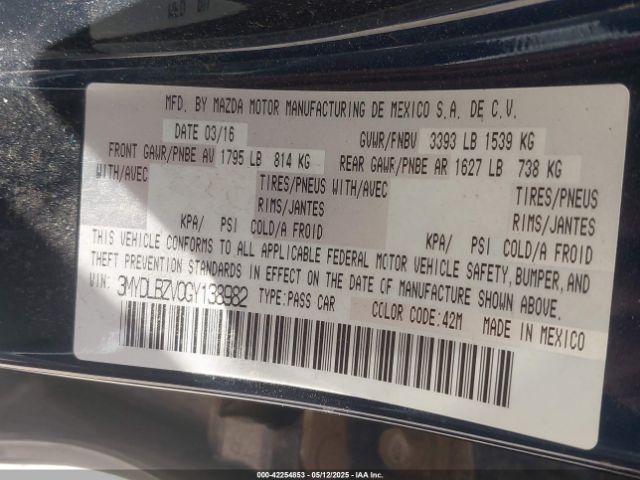 MFD. BY MAZDA MOTOR MANUFACTURING DE MEXICO S.A. DE C.V.
DATE 03/16 GVWR/PNBV 3393 LB 1539 KG
FRONT GAWR/PNBE AV 1795 LB 814 KG REAR GAWR/PNBE AR 1627 LB 738 KG
WITH/AVEC TIRES/PNEUS WITH/AVEC TIRES/PNEUS
RIMS/JANTES RIMS/JANTES
KPA/ PSI COLD/A FROID KPA/ PSI COLD/A FROID
THIS VEHICLE CONFORMS TO ALL APPLICABLE FEDERAL MOTOR VEHICLE SAFETY, BUMPER, AND
THEFT PREVENTION STANDARDS IN EFFECT ON THE DATE OF MANUFACTURE SHOWN ABOVE.
VIN: 3MYDLBZV0GY138982 TYPE:PASS CAR COLOR CODE:42M MADE IN MEXICO
000-42254853 - 05/12/2025 - IAAC